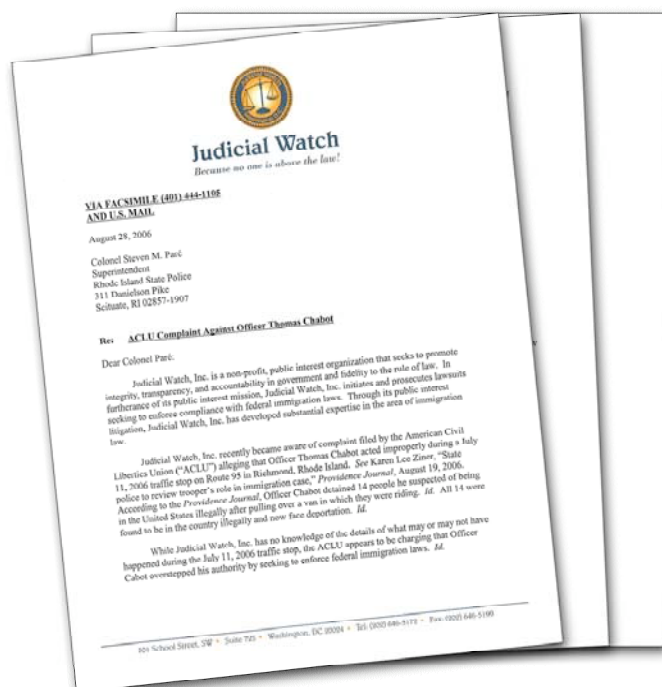 Judicial Watch
Because no one is above the law!
VIA FACSIMILE (401) 444-1105
AND U.S. MAIL
August 28, 2006
Colonel Steven M. Paré
Superintendent
Rhode Island State Police
311 Danielson Pike
Scituate, RI 02857-1907
Re: ACLU Complaint Against Officer Thomas Chabot
Dear Colonel Paré:
Judicial Watch, Inc. is a non-profit, public interest organization that seeks to promote
integrity, transparency, and accountability in government and fidelity to the rule of law. In
furtherance of its public interest mission, Judicial Watch, Inc. initiates and prosecutes lawsuits
seeking to enforce compliance with federal immigration laws. Through its public interest
litigation, Judicial Watch, Inc. has developed substantial expertise in the area of immigration
law.
Judicial Watch, Inc. recently became aware of complaint filed by the American Civil
Liberties Union ("ACLU") alleging that Officer Thomas Chabot acted improperly during a July
11, 2006 traffic stop on Route 95 in Richmond, Rhode Island. See Karen Lee Ziner, "State
police to review trooper's role in immigration case," Providence Journal, August 19, 2006.
According to the Providence Journal, Officer Chabot detained 14 people he suspected of being
in the United States illegally after pulling over a van in which they were riding. Id. All 14 were
found to be in the country illegally and now face deportation. Id.
While Judicial Watch, Inc. has no knowledge of the details of what may or may not have
happened during the July 11, 2006 traffic stop, the ACLU appears to be charging that Officer
Cabot overstepped his authority by seeking to enforce federal immigration laws. Id.
501 School Street, SW • Suite 725 • Washington, DC 20024 • Tel: (202) 646-5172 • Fax: (202) 646-5199